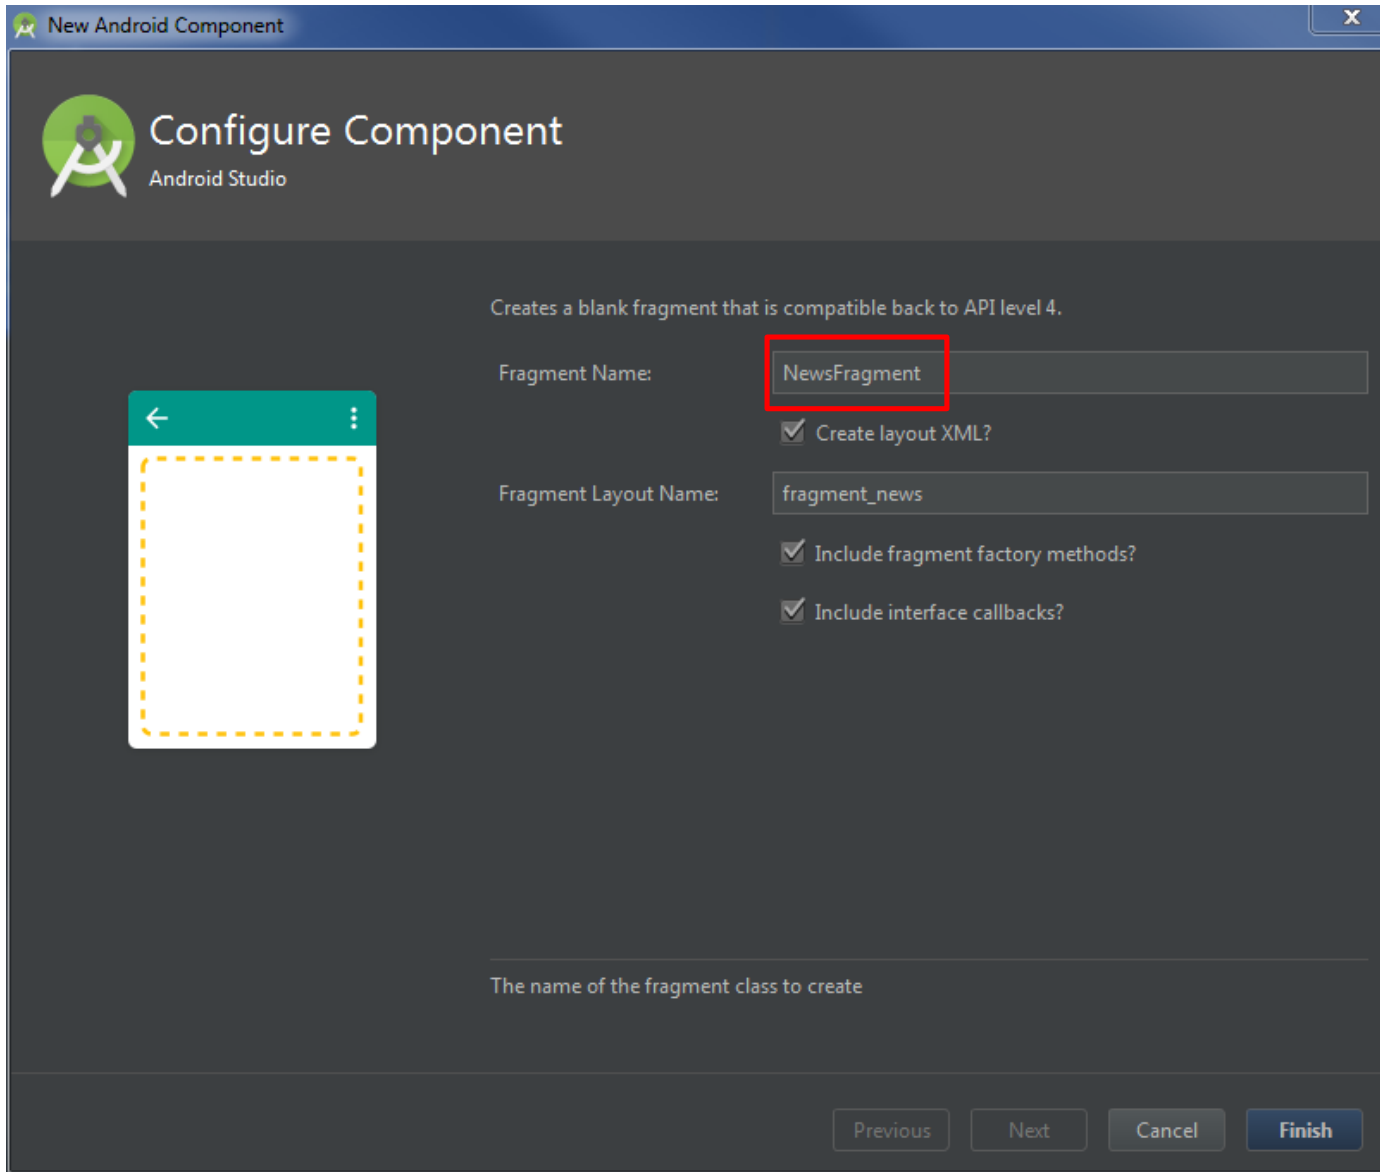 New Android Component
Configure Component
Android Studio
Creates a blank fragment that is compatible back to API level 4.
Fragment Name: NewsFragment
Create layout XML?
Fragment Layout Name: fragment_news
Include fragment factory methods?
Include interface callbacks?
The name of the fragment class to create
Previous Next Cancel Finish